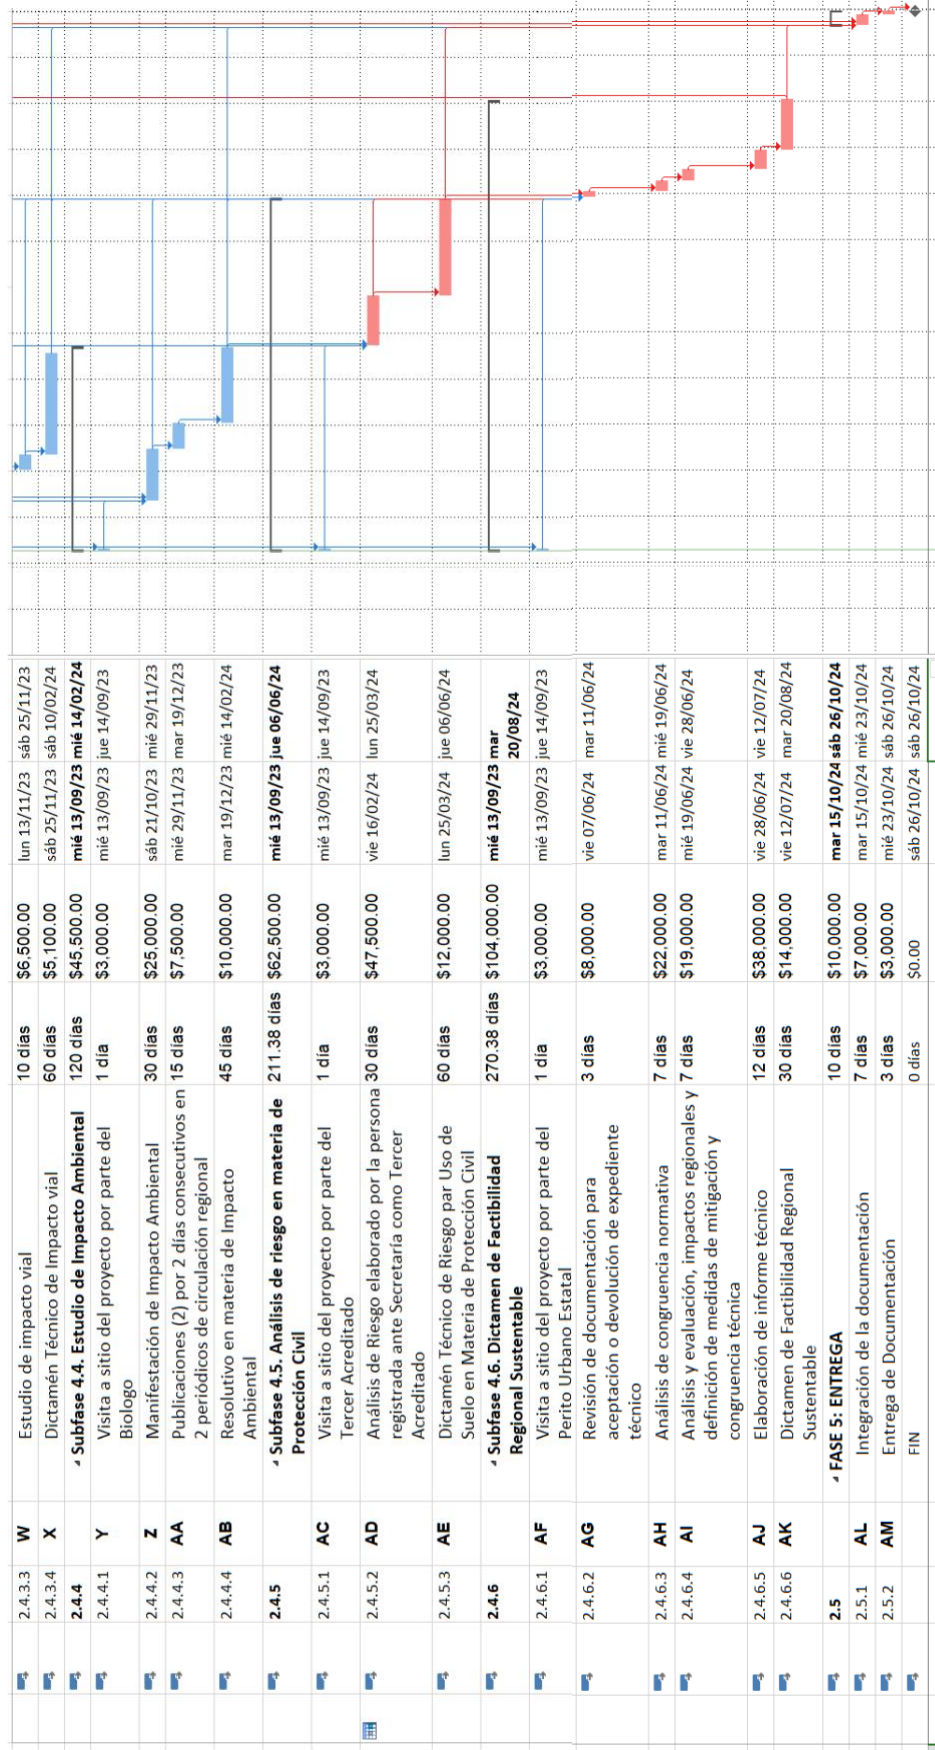 2.4.3.3 W Estudio de impacto vial 10 días $6,500.00 lun 13/11/23 sáb 25/11/23
2.4.3.4 X Dictamén Técnico de Impacto vial 60 días $5,100.00 sáb 25/11/23 sáb 10/02/24
2.4.4 Subfase 4.4. Estudio de Impacto Ambiental 120 días $45,500.00 mié 13/09/23 mié 14/02/24
2.4.4.1 Y Visita a sitio del proyecto por parte del 1 día $3,000.00 mié 13/09/23 jue 14/09/23
Biologo
2.4.4.2 Z Manifestación de Impacto Ambiental 30 días $25,000.00 sáb 21/10/23 mié 29/11/23
2.4.4.3 AA Publicaciones (2) por 2 días consecutivos en 15 días $7,500.00 mié 29/11/23 mar 19/12/23
2 periódicos de circulación regional
2.4.4.4 AB Resolutivo en materia de Impacto 45 días $10,000.00 mar 19/12/23 mié 14/02/24
Ambiental
2.4.5 Subfase 4.5. Análisis de riesgo en materia de 211.38 días $62,500.00 mié 13/09/23 jue 06/06/24
Protección Civil
2.4.5.1 AC Visita a sitio del proyecto por parte del 1 día $3,000.00 mié 13/09/23 jue 14/09/23
Tercer Acreditado
2.4.5.2 AD Análisis de Riesgo elaborado por la persona 30 días $47,500.00 vie 16/02/24 lun 25/03/24
registrada ante Secretaría como Tercer
Acreditado
2.4.5.3 AE Dictamén Técnico de Riesgo par Uso de 60 días $12,000.00 lun 25/03/24 jue 06/06/24
Suelo en Materia de Protección Civil
2.4.6 Subfase 4.6. Dictamen de Factibilidad 270.38 días $104,000.00 mié 13/09/23 mar
Regional Sustentable 20/08/24
2.4.6.1 AF Visita a sitio del proyecto por parte del 1 día $3,000.00 mié 13/09/23 jue 14/09/23
Perito Urbano Estatal
2.4.6.2 AG Revisión de documentación para 3 días $8,000.00 vie 07/06/24 mar 11/06/24
aceptación o devolución de expediente
técnico
2.4.6.3 AH Análisis de congruencia normativa 7 días $22,000.00 mar 11/06/24 mié 19/06/24
2.4.6.4 AI Análisis y evaluación, impactos regionales y 7 días $19,000.00 mié 19/06/24 vie 28/06/24
definición de medidas de mitigación y
congruencia técnica
2.4.6.5 AJ Elaboración de informe técnico 12 días $38,000.00 vie 28/06/24 vie 12/07/24
2.4.6.6 AK Dictamen de Factibilidad Regional 30 días $14,000.00 vie 12/07/24 mar 20/08/24
Sustentable
2.5 FASE 5: ENTREGA 10 días $10,000.00 mar 15/10/24 sáb 26/10/24
2.5.1 AL Integración de la documentación 7 días $7,000.00 mar 15/10/24 mié 23/10/24
2.5.2 AM Entrega de Documentación 3 días $3,000.00 mié 23/10/24 sáb 26/10/24
FIN 0 días $0.00 sáb 26/10/24 sáb 26/10/24